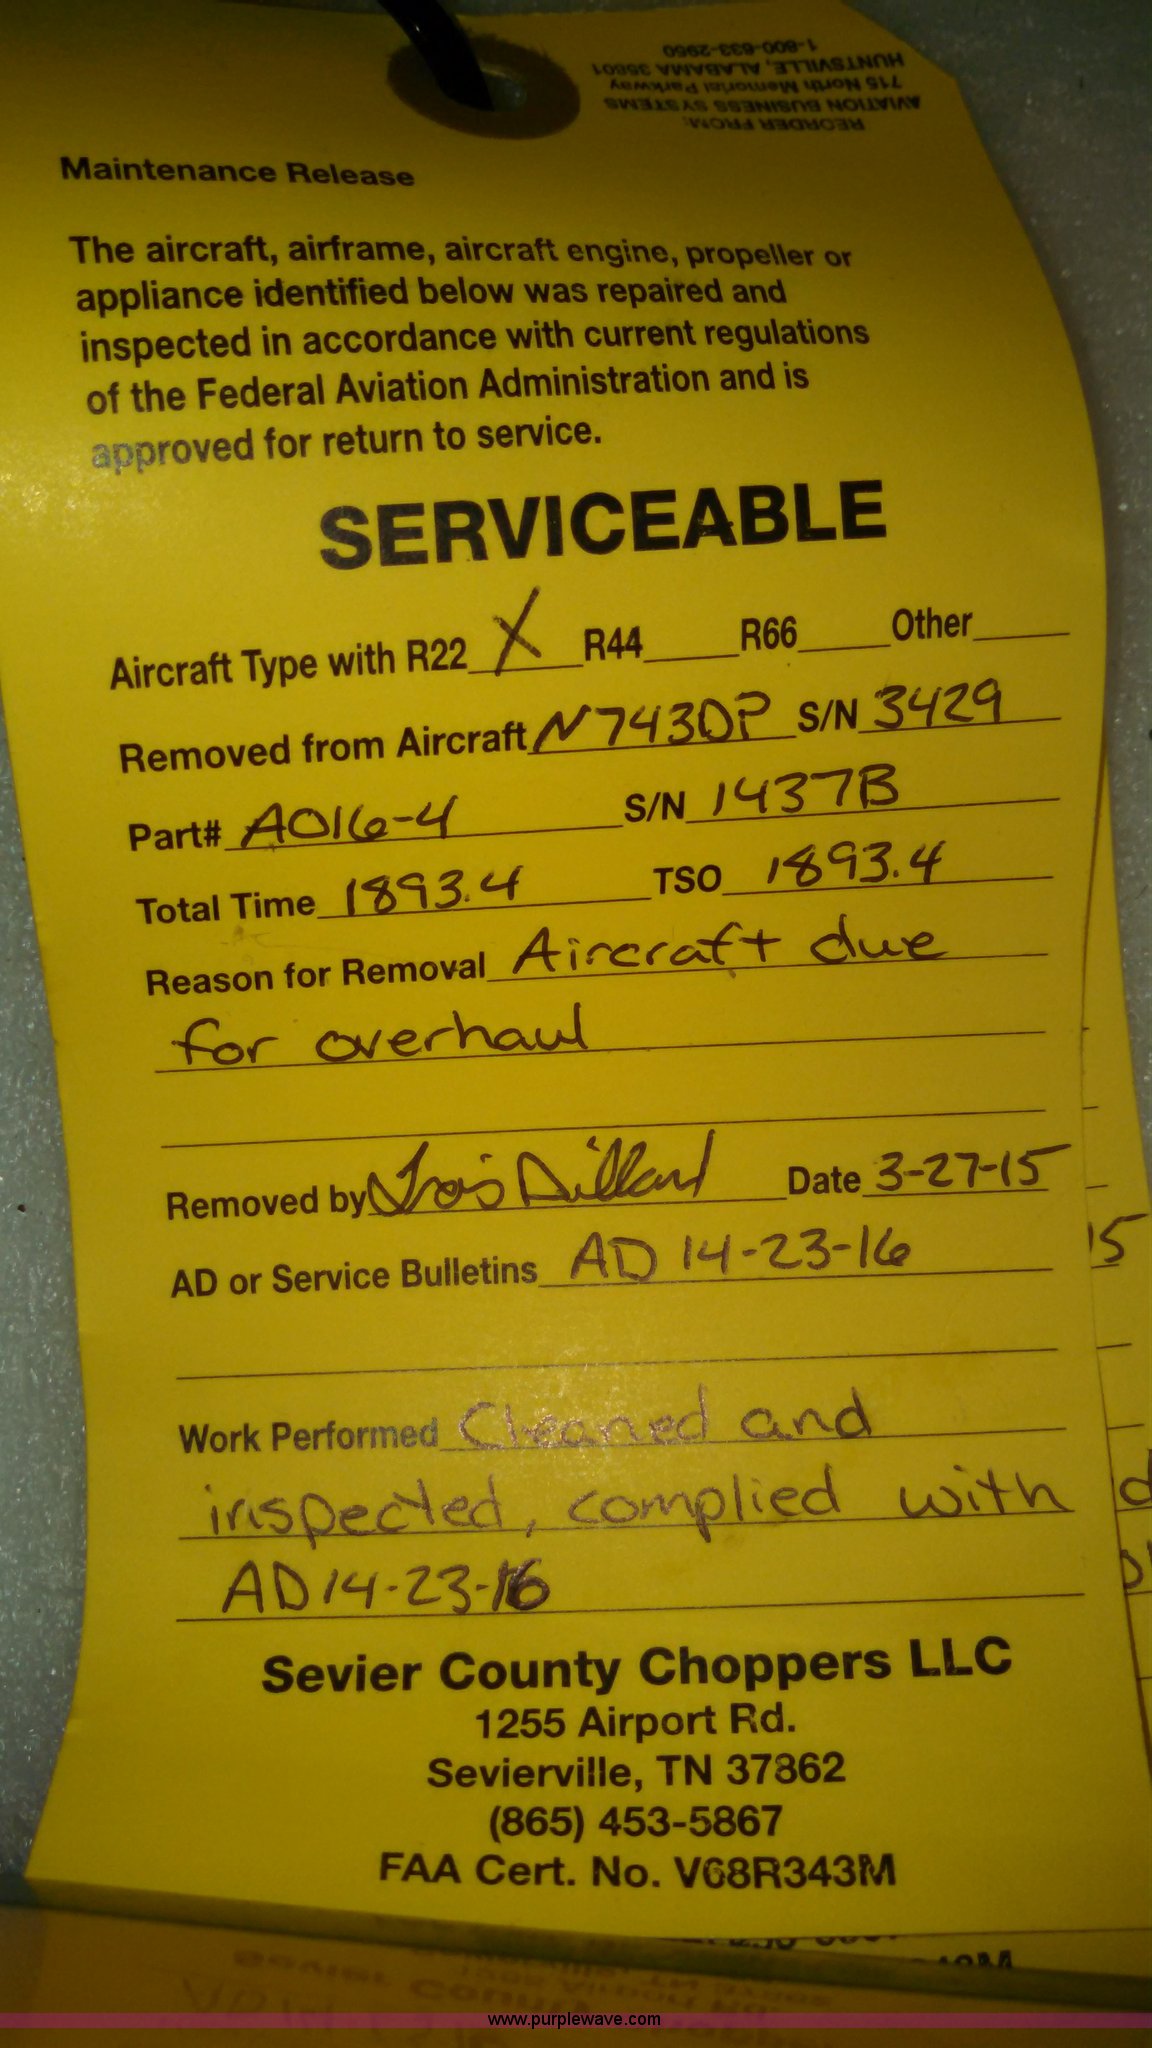 REORDER FROM:
AVIATION BUSINESS SYSTEMS
715 North Memorial Parkway
HUNTSVILLE, ALABAMA 35801
1-800-633-2960
Maintenance Release
The aircraft, airframe, aircraft engine, propeller or
appliance identified below was repaired and
inspected in accordance with current regulations
of the Federal Aviation Administration and is
approved for return to service.
SERVICEABLE
Aircraft Type with R22 X R44 R66 Other
Removed from Aircraft N743DP S/N 3429
Part# A016-4 S/N 1437B
Total Time 1893.4 TSO 1893.4
Reason for Removal Aircraft due
for overhaul
Removed by Dillard Date 3-27-15
AD or Service Bulletins AD 14-23-16
15
Work Performed Cleaned and
inspected, complied with
AD 14-23-16
Sevier County Choppers LLC
1255 Airport Rd.
Sevierville, TN 37862
(865) 453-5867
FAA Cert. No. V68R343M
www.purplewave.com